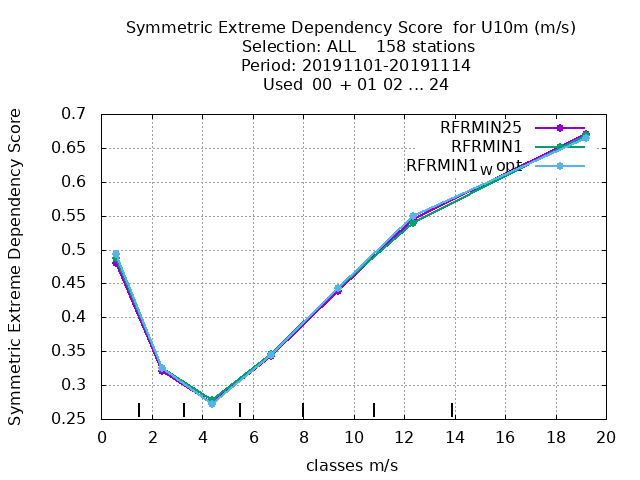 Symmetric Extreme Dependency Score for U10m (m/s)
Selection: ALL 158 stations
Period: 20191101-20191114
Used 00 + 01 02 ... 24
Symmetric Extreme Dependency Score
0.7
0.65
0.6
0.55
0.5
0.45
0.4
0.35
0.3
0.25
RFRMIN25
RFRMIN1
RFRMIN1W opt
0 2 4 6 8 10 12 14 16 18 20
classes m/s